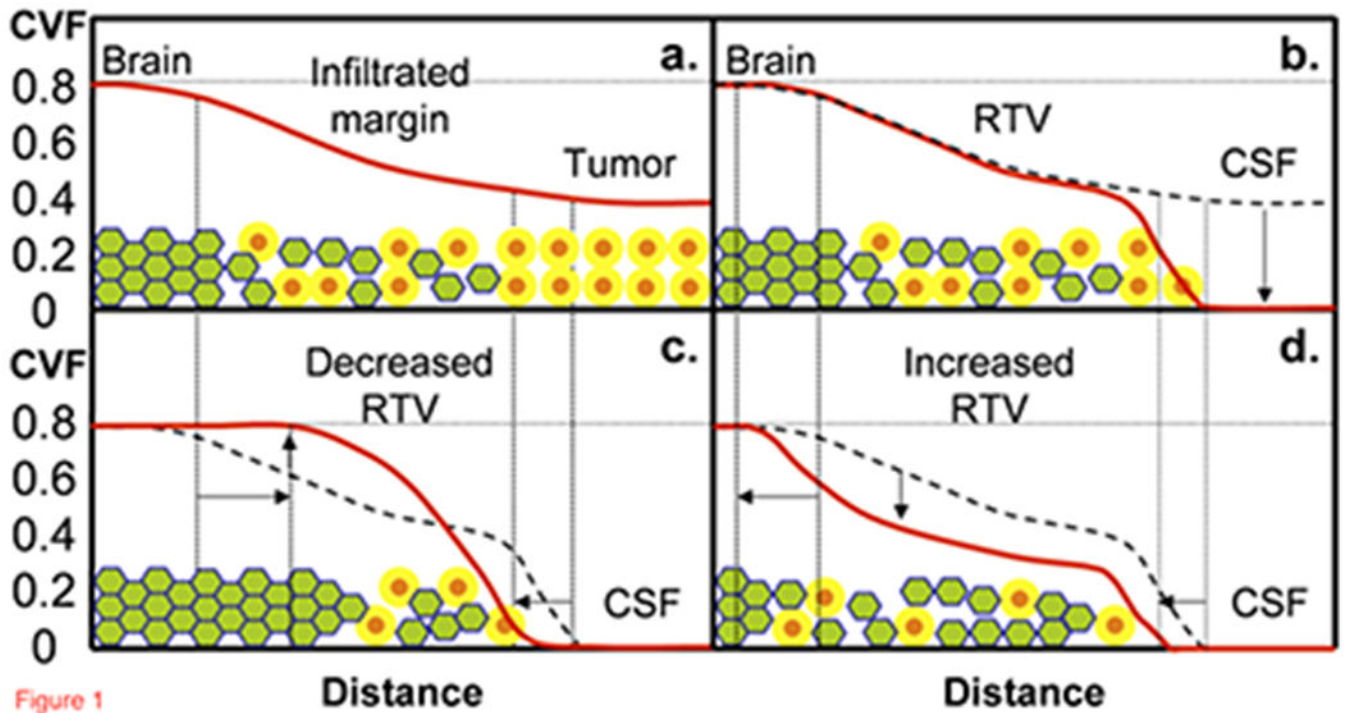 CVF
Brain
Infiltrated
margin
Tumor
a.
0.8
0.6
0.4
0.2
0
Brain
RTV
CSF
b.
CVF
Decreased
RTV
c.
CSF
0.8
0.6
0.4
0.2
0
Increased
RTV
d.
CSF
Distance
Distance
Figure 1